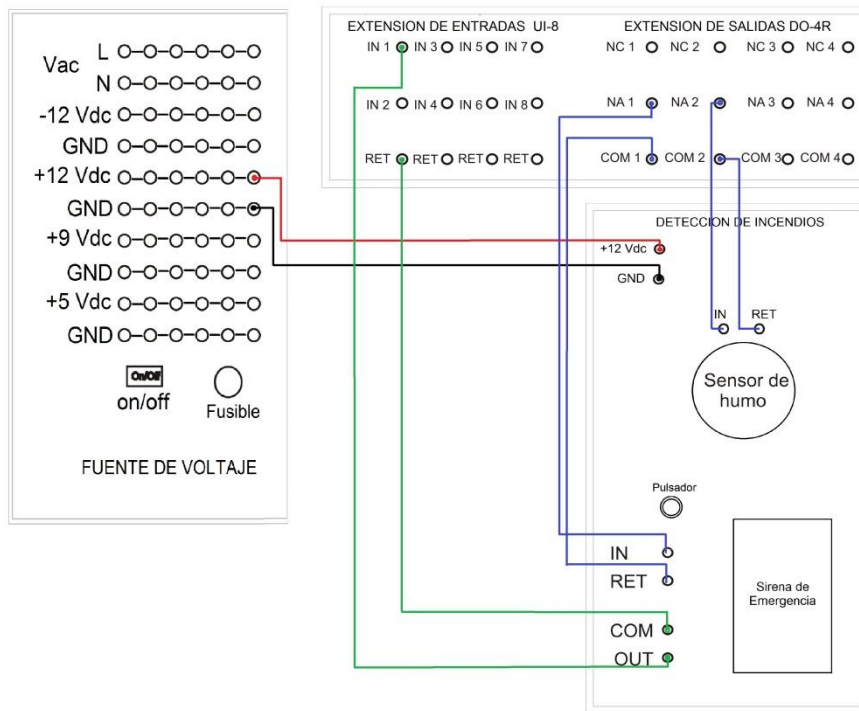 EXTENSION DE ENTRADAS UI-8
IN 1 IN 3 IN 5 IN 7
IN 2 IN 4 IN 6 IN 8
RET RET RET RET
EXTENSION DE SALIDAS DO-4R
NC 1 NC 2 NC 3 NC 4
NA 1 NA 2 NA 3 NA 4
COM 1 COM 2 COM 3 COM 4
Vac L
N
-12 Vdc
GND
+12 Vdc
GND
+9 Vdc
GND
+5 Vdc
GND
On/Off
on/off
Fusible
FUENTE DE VOLTAJE
DETECCION DE INCENDIOS
+12 Vdc
GND
IN RET
Sensor de
humo
Pulsador
IN
RET
COM
OUT
Sirena de
Emergencia